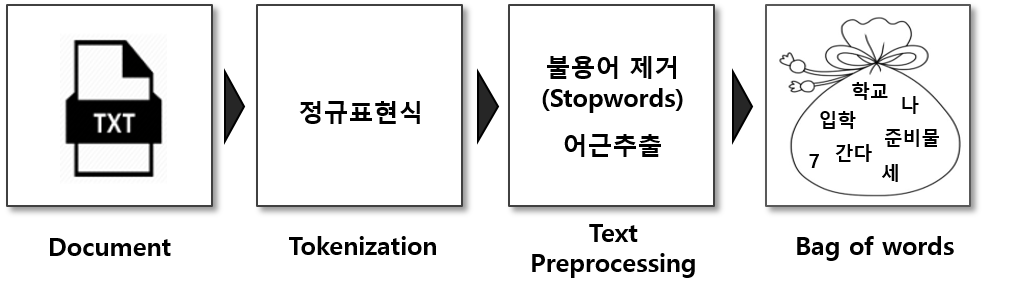 TXT
Document
정규표현식
Tokenization
불용어 제거
(Stopwords)
어근추출
Text
Preprocessing
학교
나
입학
준비물
7
간다
세
Bag of words